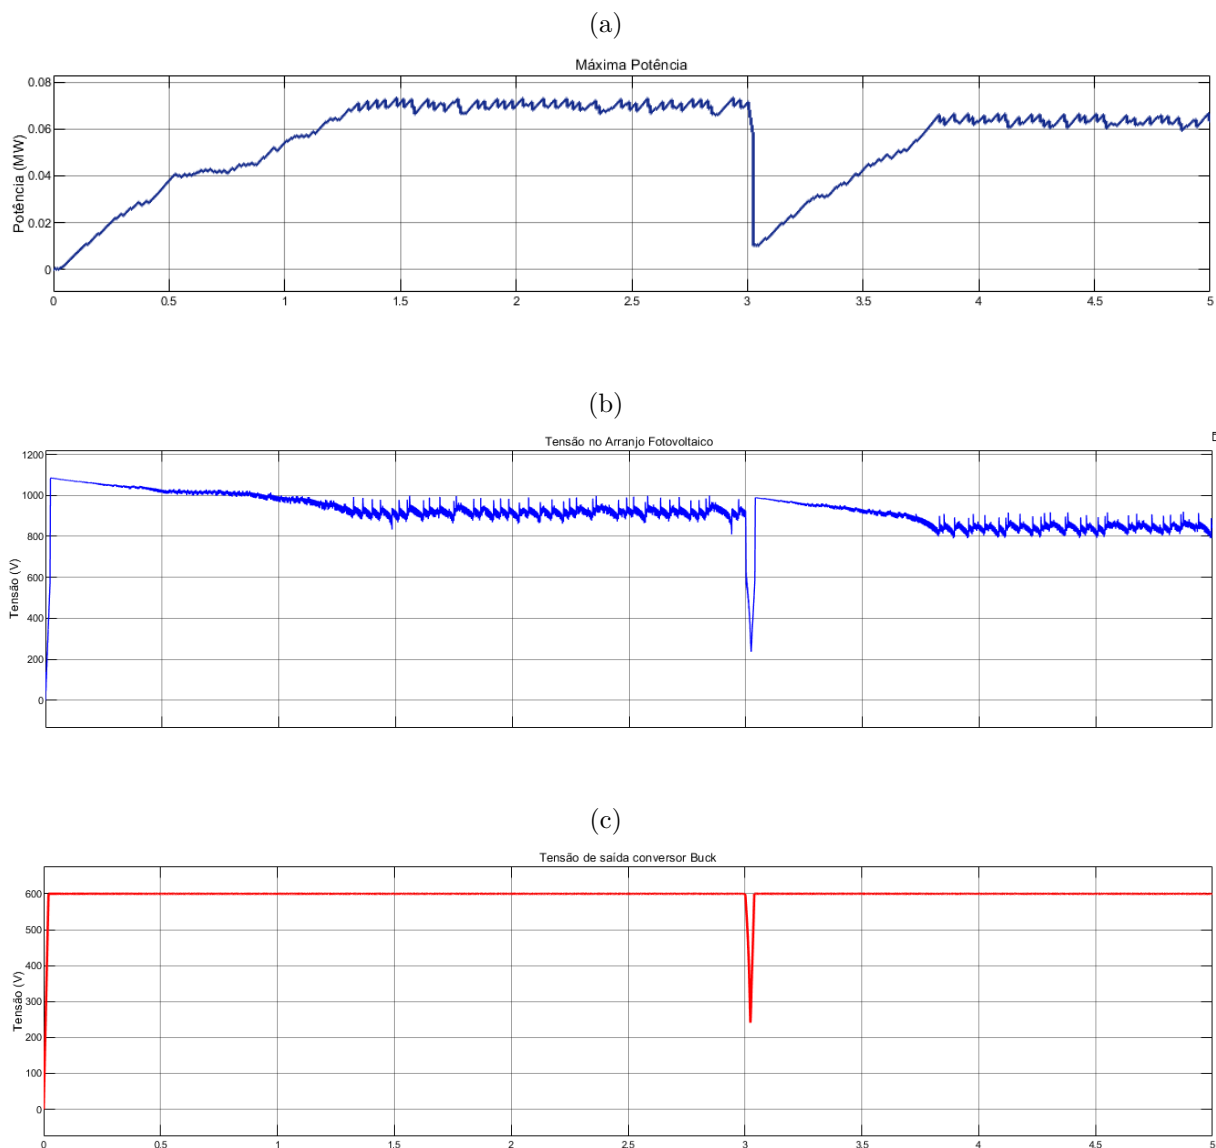 (a)
Máxima Potência
Potência (MW)
0.08
0.06
0.04
0.02
0
0 0.5 1 1.5 2 2.5 3 3.5 4 4.5 5
(b)
Tensão no Arranjo Fotovoltaico
Tensão (V)
1200
1000
800
600
400
200
0
(c)
Tensão de saída conversor Buck
Tensão (V)
600
500
400
300
200
100
0
0 0.5 1 1.5 2 2.5 3 3.5 4 4.5 5